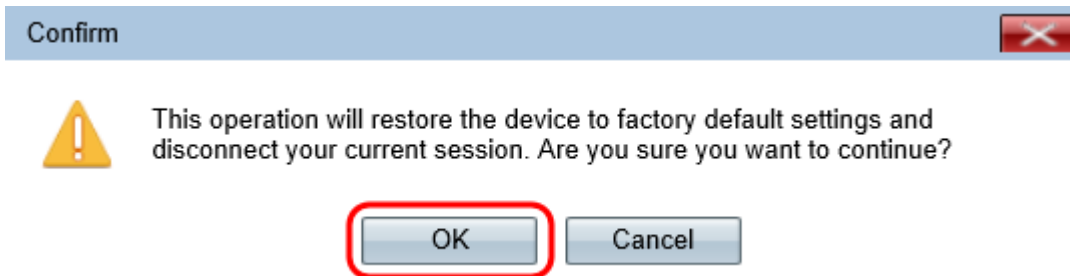 Confirm
This operation will restore the device to factory default settings and
disconnect your current session. Are you sure you want to continue?
OK Cancel